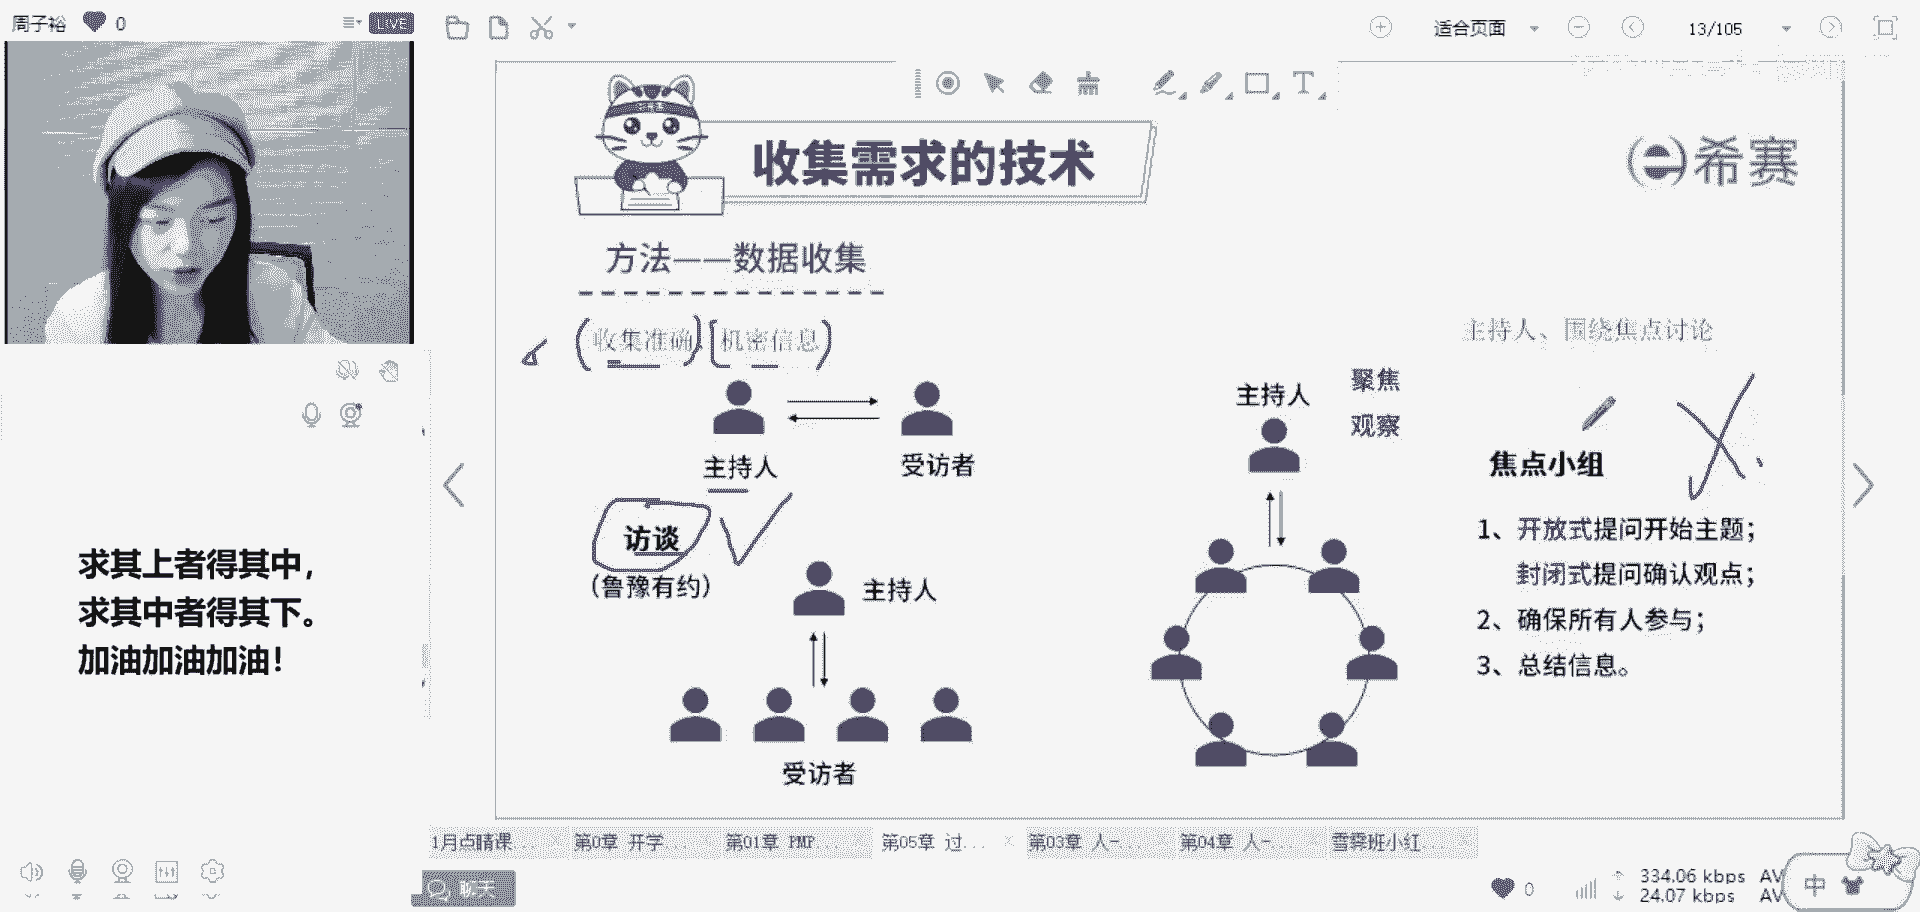 周子裕 0 LIVE
适合页面 13/105
收集需求的技术
希赛
方法——数据收集
收集准确 机密信息
主持人、围绕焦点讨论
主持人
受访者
访谈
(鲁豫有约)
主持人
受访者
主持人
聚焦
观察
焦点小组
1、开放式提问开始主题；
封闭式提问确认观点；
2、确保所有人参与；
3、总结信息。
求其上者得其中，
求其中者得其下。
加油加油加油！
1月点睛课... 第0章 开学... 第01章 PMP... 第05章 过... 第03章 人-... 第04章 人-... 雪霁班小红...
聊天
0 334.06 kbps AV
24.07 kbps AV
中